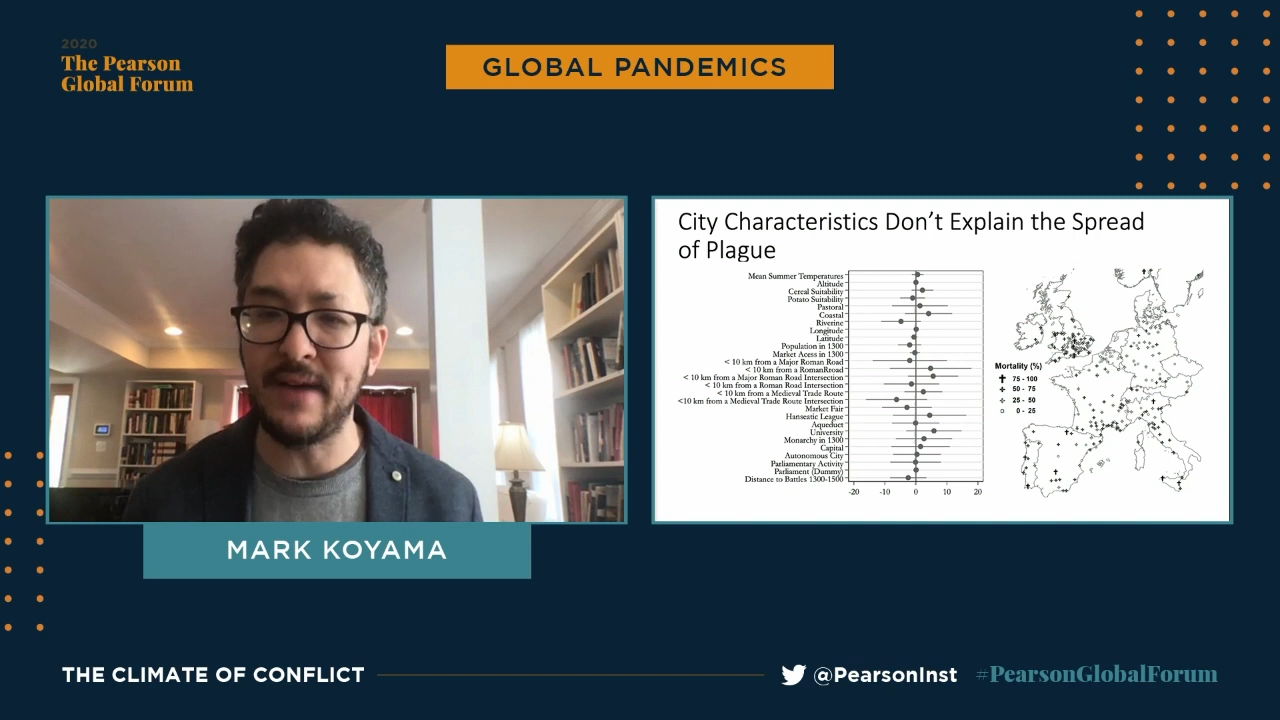 2020
The Pearson
Global Forum
GLOBAL PANDEMICS
City Characteristics Don't Explain the Spread
of Plague
Mean Summer Temperatures
Altitude
Cereal Suitability
Potato Suitability
Pastoral
Coastal
Riverine
Longitude
Latitude
Population in 1300
Market Acess in 1300
< 10 km from a Major Roman Road
< 10 km from a RomanRoad
< 10 km from a Major Roman Road Intersection
< 10 km from a Roman Road Intersection
< 10 km from a Medieval Trade Route
<10 km from a Medieval Trade Route Intersection
Market Fair
Hanseatic League
Aqueduct
University
Monarchy in 1300
Capital
Autonomous City
Parliamentary Activity
Parliament (Dummy)
Distance to Battles 1300-1500
-20 -10 0 10 20
Mortality (%)
75 - 100
50 - 75
25 - 50
0 - 25
MARK KOYAMA
THE CLIMATE OF CONFLICT
@PearsonInst #PearsonGlobalForum